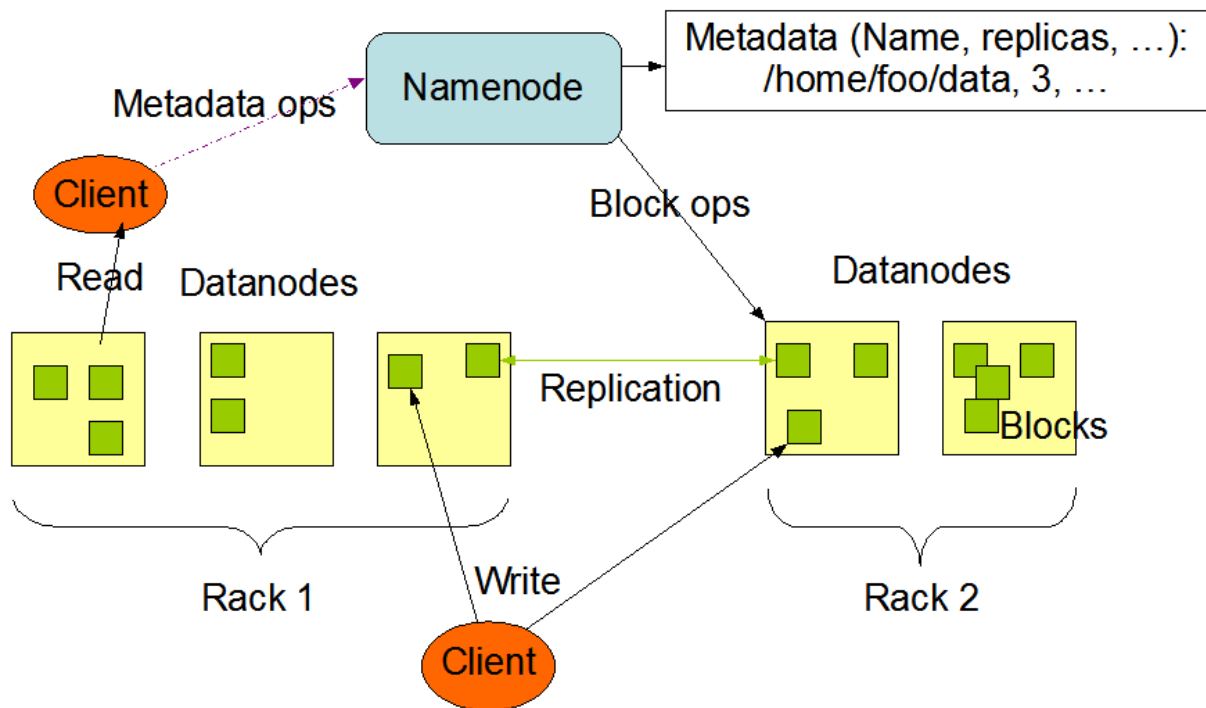 Metadata (Name, replicas, …):
/home/foo/data, 3, …
Namenode
Metadata ops
Client
Block ops
Read
Datanodes
Datanodes
Replication
Blocks
Rack 1
Write
Rack 2
Client